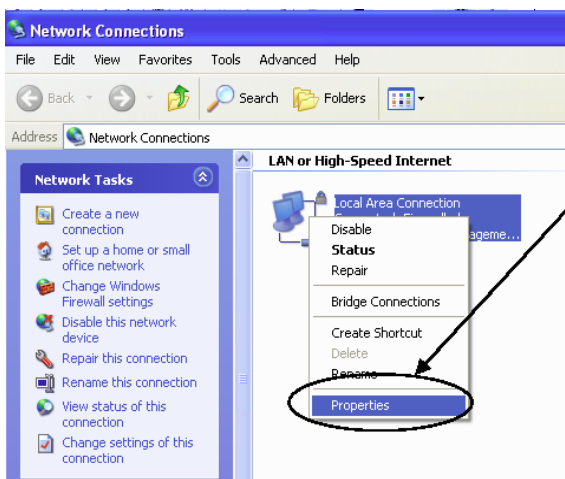 Network Connections
File Edit View Favorites Tools Advanced Help
Back Search Folders
Address Network Connections
LAN or High-Speed Internet
Network Tasks
Create a new
connection
Set up a home or small
office network
Change Windows
Firewall settings
Disable this network
device
Repair this connection
Rename this connection
View status of this
connection
Change settings of this
connection
Local Area Connection
ageme...
Disable
Status
Repair
Bridge Connections
Create Shortcut
Delete
Rename
Properties